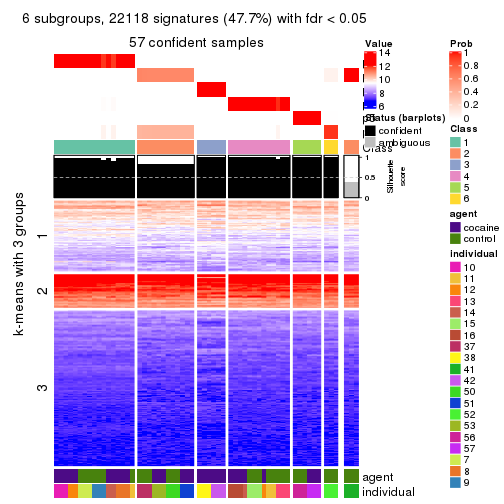 6 subgroups, 22118 signatures (47.7%) with fdr < 0.05
57 confident samples
k-means with 3 groups
1
2
3
1
0.5
0
Silhouette
score
Class
agent
individual
Value
14
12
10
8
6
Status (barplots)
confident
ambiguous
Prob
1
0.8
0.6
0.4
0.2
0
Class
1
2
3
4
5
6
agent
cocaine
control
Individual
10
11
12
13
14
15
16
37
38
41
42
50
51
52
53
56
57
7
8
9